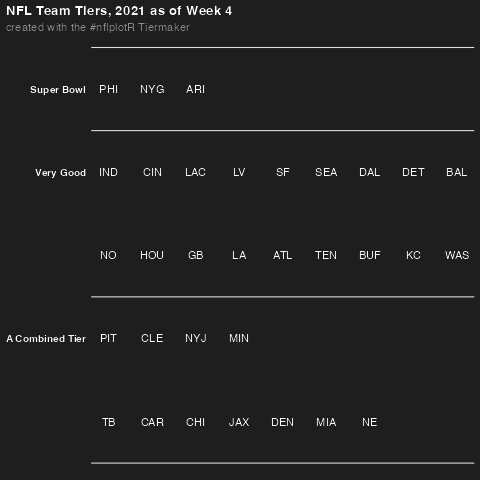 NFL Team Tiers, 2021 as of Week 4
created with the #nflplotR Tiermaker
Super Bowl PHI NYG ARI
Very Good IND CIN LAC LV SF SEA DAL DET BAL
NO HOU GB LA ATL TEN BUF KC WAS
A Combined Tier PIT CLE NYJ MIN
TB CAR CHI JAX DEN MIA NE